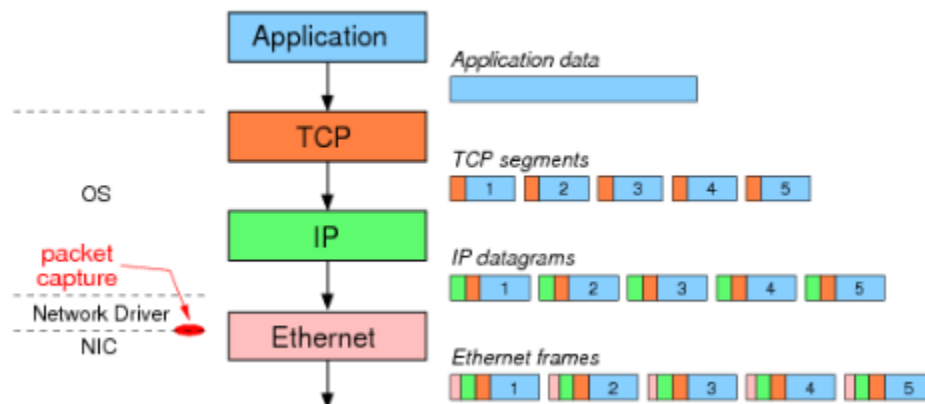 Application
Application data
TCP
TCP segments
1 2 3 4 5
OS
IP
packet
capture
IP datagrams
1 2 3 4 5
Network Driver
NIC
Ethernet
Ethernet frames
1 2 3 4 5